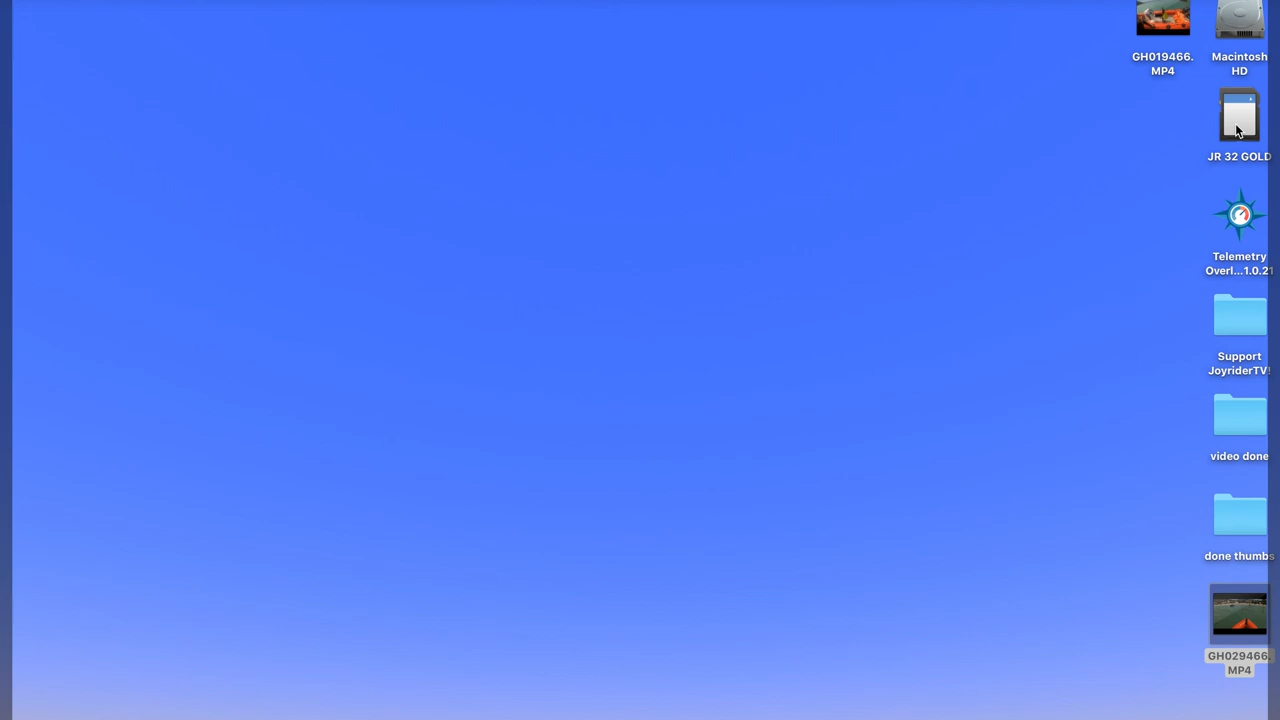 GH019466.
MP4
Macintosh
HD
JR 32 GOLD
Telemetry
Overl...1.0.21
Support
JoyriderTV!
video done
done thumbs
GH029466.
MP4